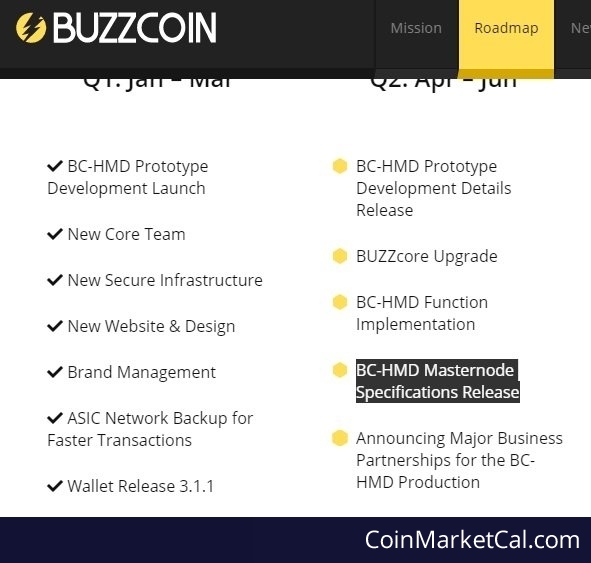 BUZZCOIN
Mission
Roadmap
Ne
Q1: Jan – Mar
Q2: Apr – Jun
BC-HMD Prototype
Development Launch
New Core Team
New Secure Infrastructure
New Website & Design
Brand Management
ASIC Network Backup for
Faster Transactions
Wallet Release 3.1.1
BC-HMD Prototype
Development Details
Release
BUZZcore Upgrade
BC-HMD Function
Implementation
BC-HMD Masternode
Specifications Release
Announcing Major Business
Partnerships for the BC-
HMD Production
CoinMarketCal.com